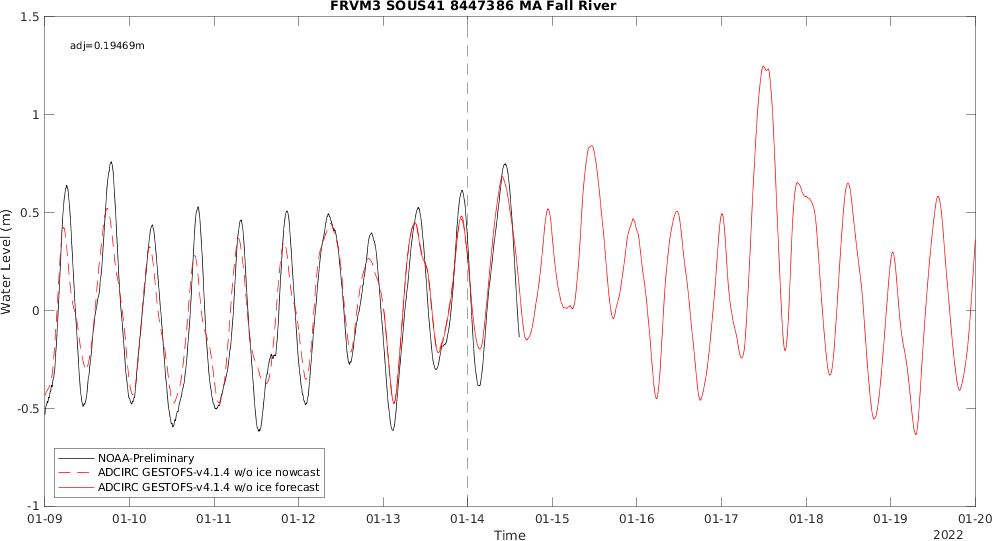 FRVM3 SOUS41 8447386 MA Fall River
adj=0.19469m
1.5
1
0.5
0
-0.5
-1
Water Level (m)
NOAA-Preliminary
ADCIRC GESTOFS-v4.1.4 w/o ice nowcast
ADCIRC GESTOFS-v4.1.4 w/o ice forecast
01-09 01-10 01-11 01-12 01-13 01-14 01-15 01-16 01-17 01-18 01-19 01-20
Time
2022